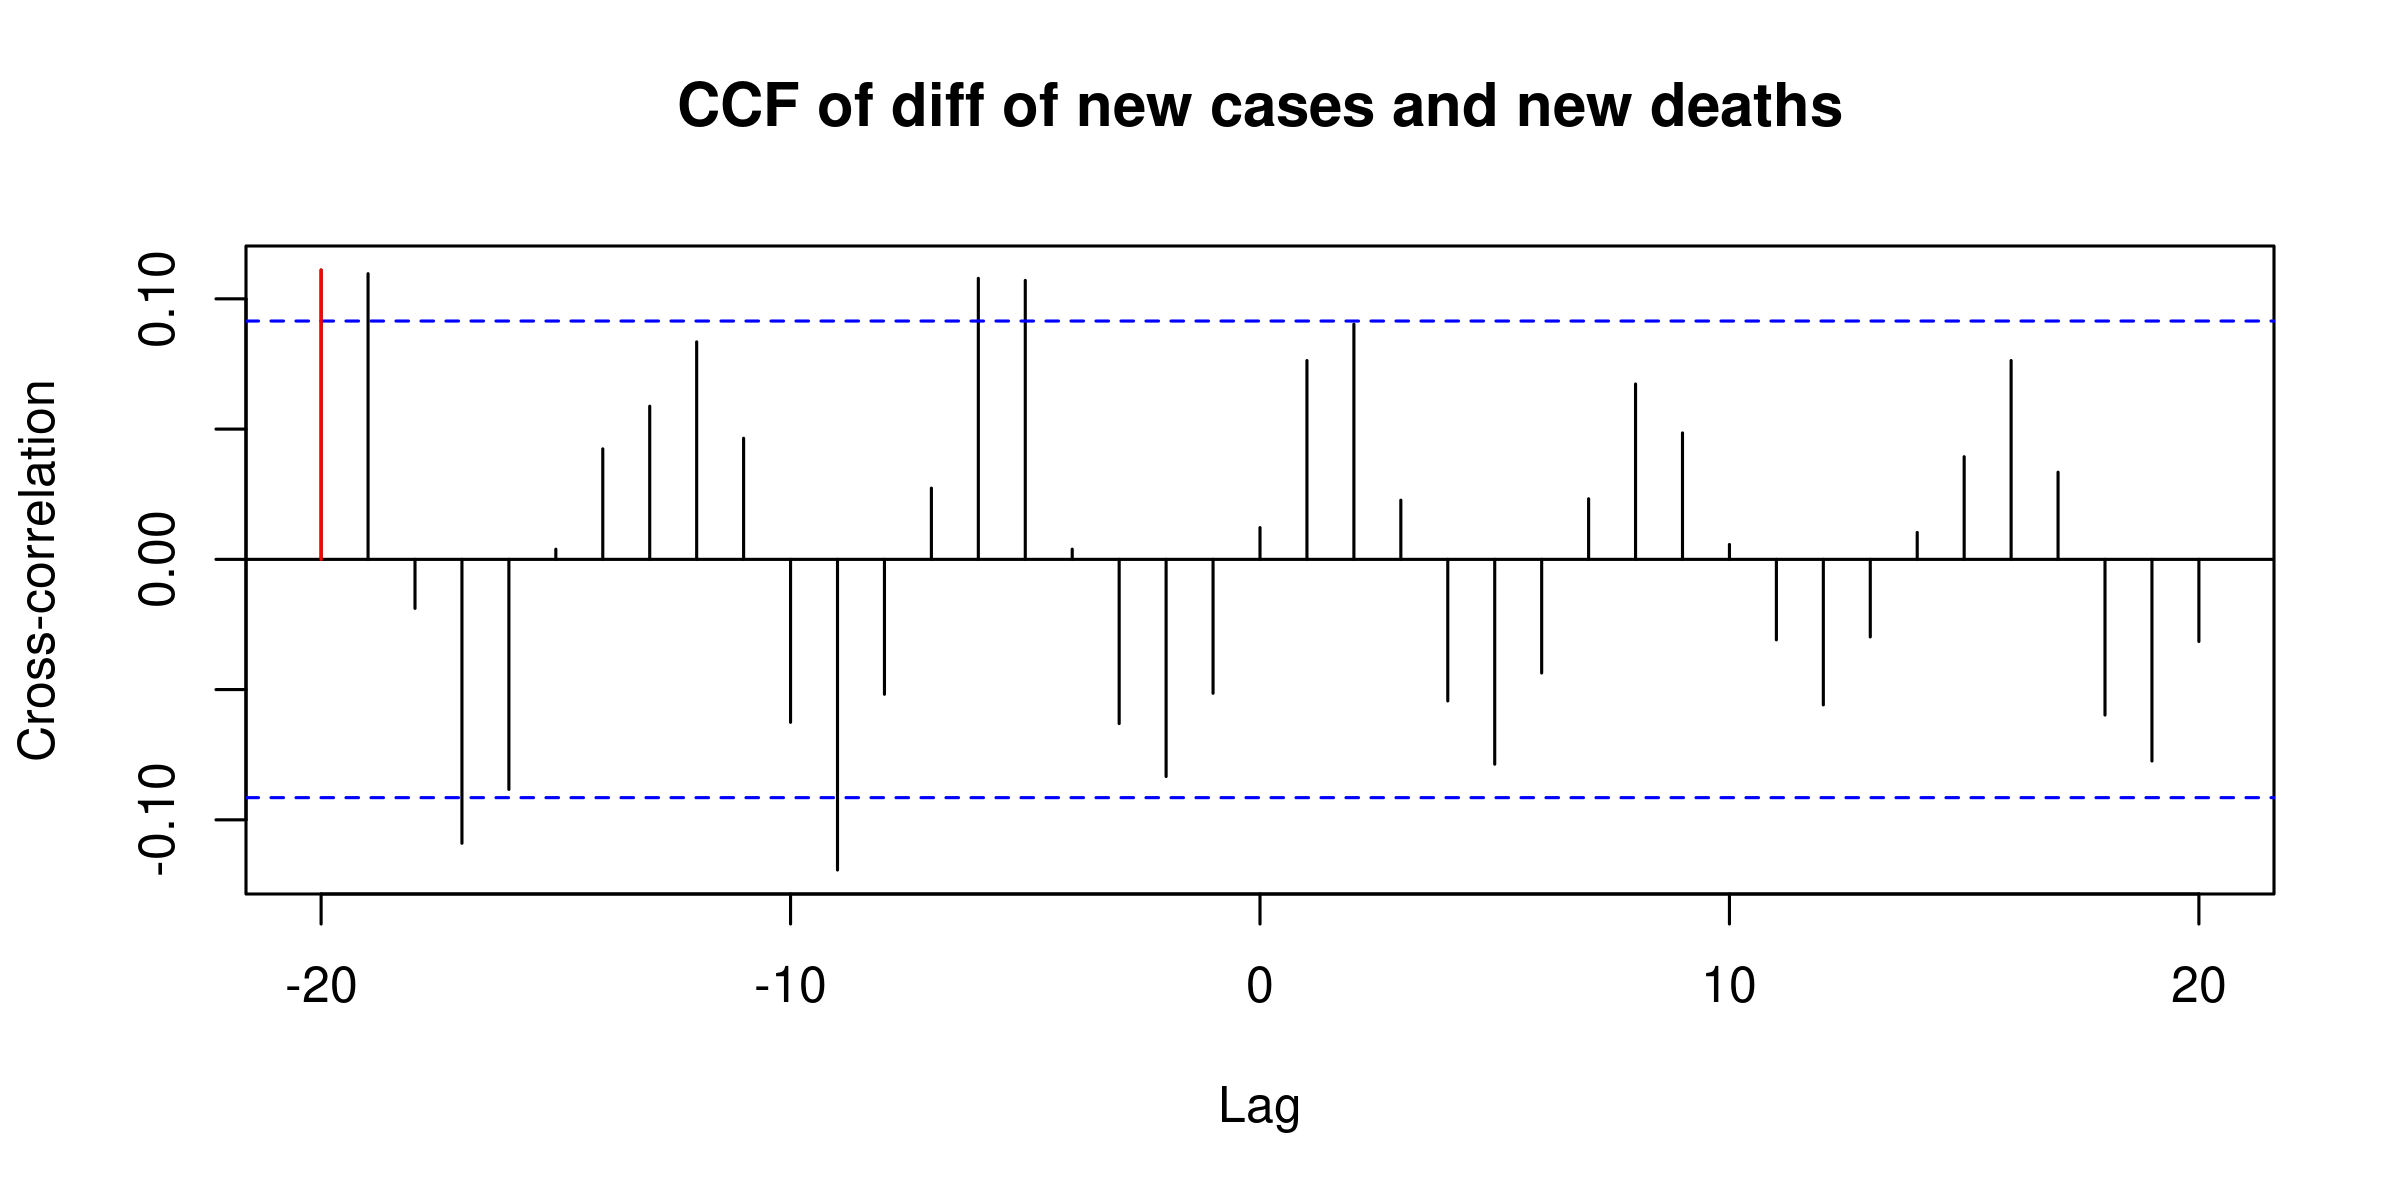 CCF of diff of new cases and new deaths
Cross-correlation
0.10
0.00
-0.10
-20
-10
0
10
20
Lag